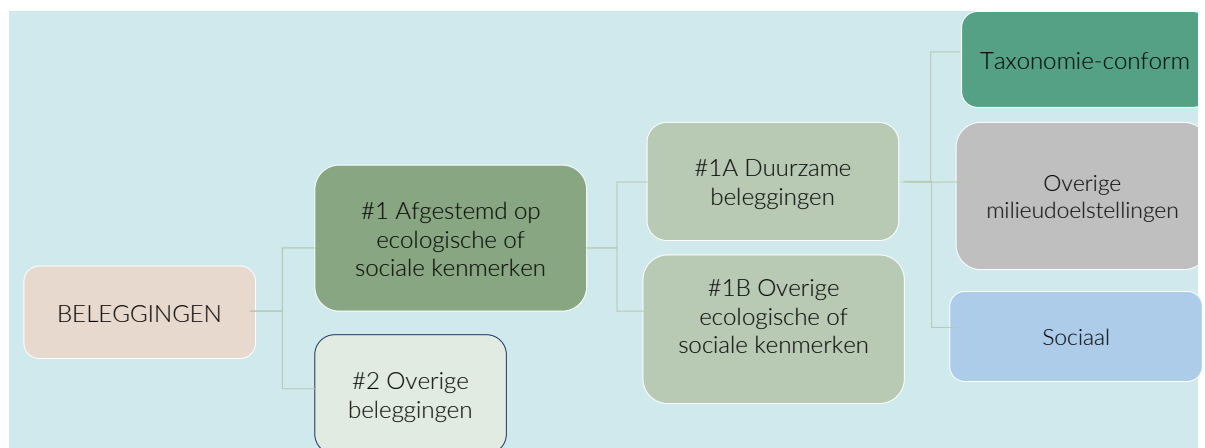 BELEGGINGEN
#1 Afgestemd op
ecologische of
sociale kenmerken
#2 Overige
beleggingen
#1A Duurzame
beleggingen
#1B Overige
ecologische of
sociale kenmerken
Taxonomie-conform
Overige
milieudoelstellingen
Sociaal